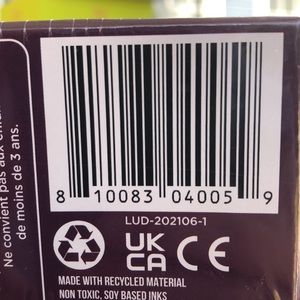 Ne convient pas aux enfa
de moins de 3 ans.
8 10083 04005 9
LUD-202106-1
UK
CA CE
MADE WITH RECYCLED MATERIAL
NON TOXIC, SOY BASED INKS